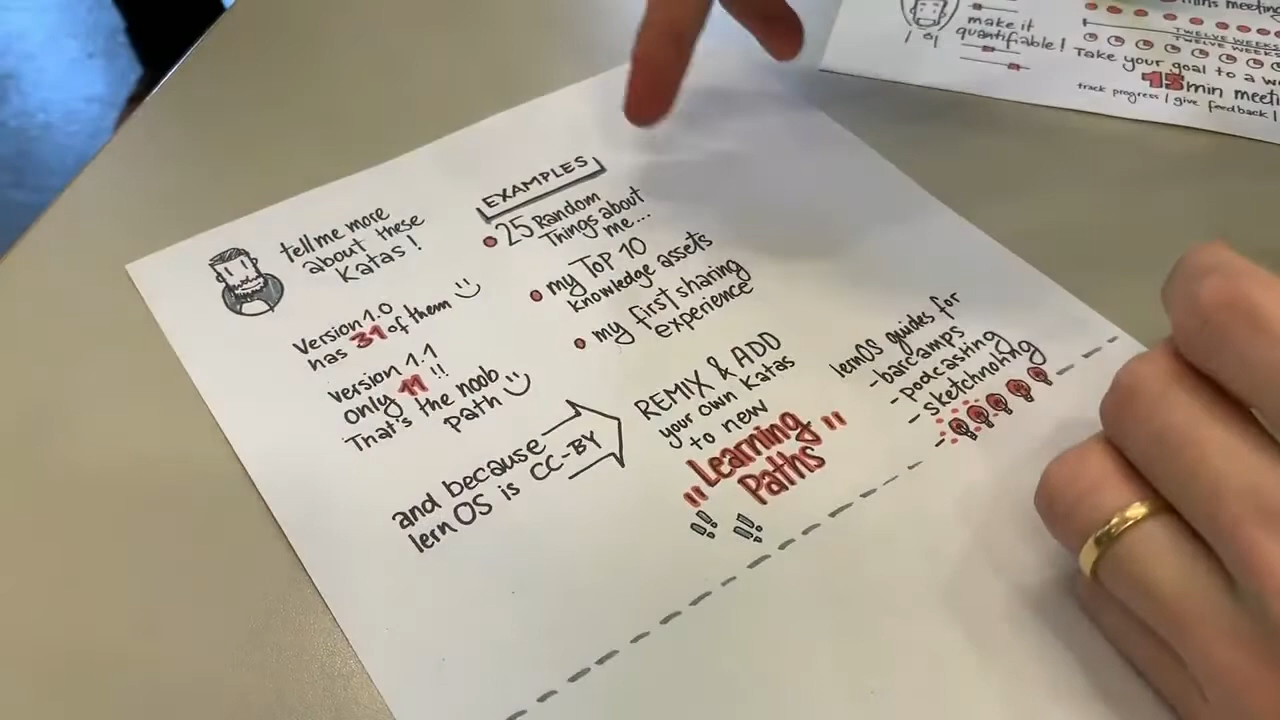 tell me more
about these
Katas!
Version 1.0
has 31 of them
version 1.1
only 11 !!
That's the noob
path
EXAMPLES
25 Random
Things about
me...
my TOP 10
knowledge assets
my first sharing
experience
and because
lernOS is CC-BY
REMIX & ADD
your own Katas
to new
"Learning
Paths"
!! !!
lernOS guides for
- barcamps
- podcasting
- sketchnoting
-
make it
quantifiable!
meeting
TWELVE WEEKS
TWELVE WEEKS
Take your goal to a
15 min
track progress | give feedback |